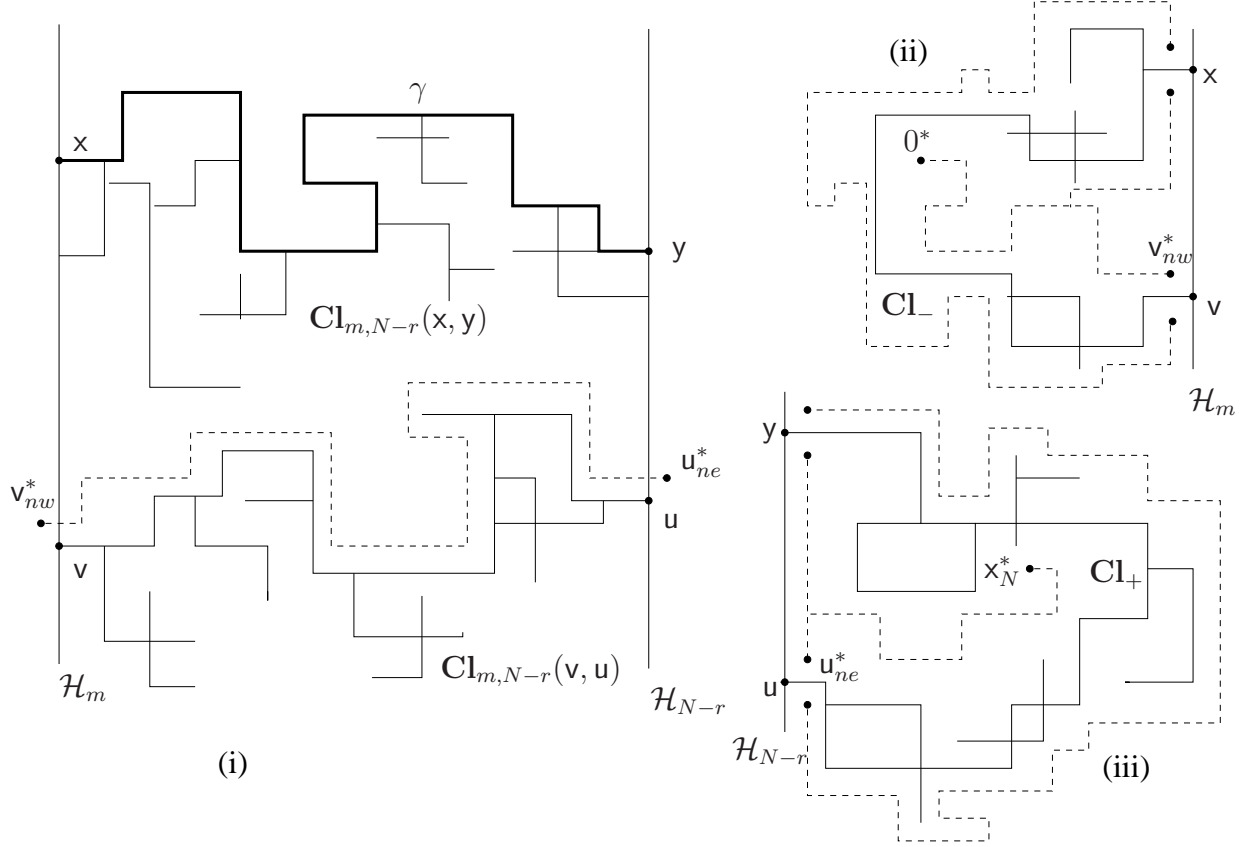 γ
x
y
Cl_{m,N−r}(x, y)
v*_{nw}
u*_{ne}
u
v
Cl_{m,N−r}(v, u)
ℋ_m
ℋ_{N−r}
(i)
(ii)
x
0*
v*_{nw}
Cl_−
v
ℋ_m
y
x*_N
Cl_+
u*_{ne}
u
ℋ_{N−r}
(iii)